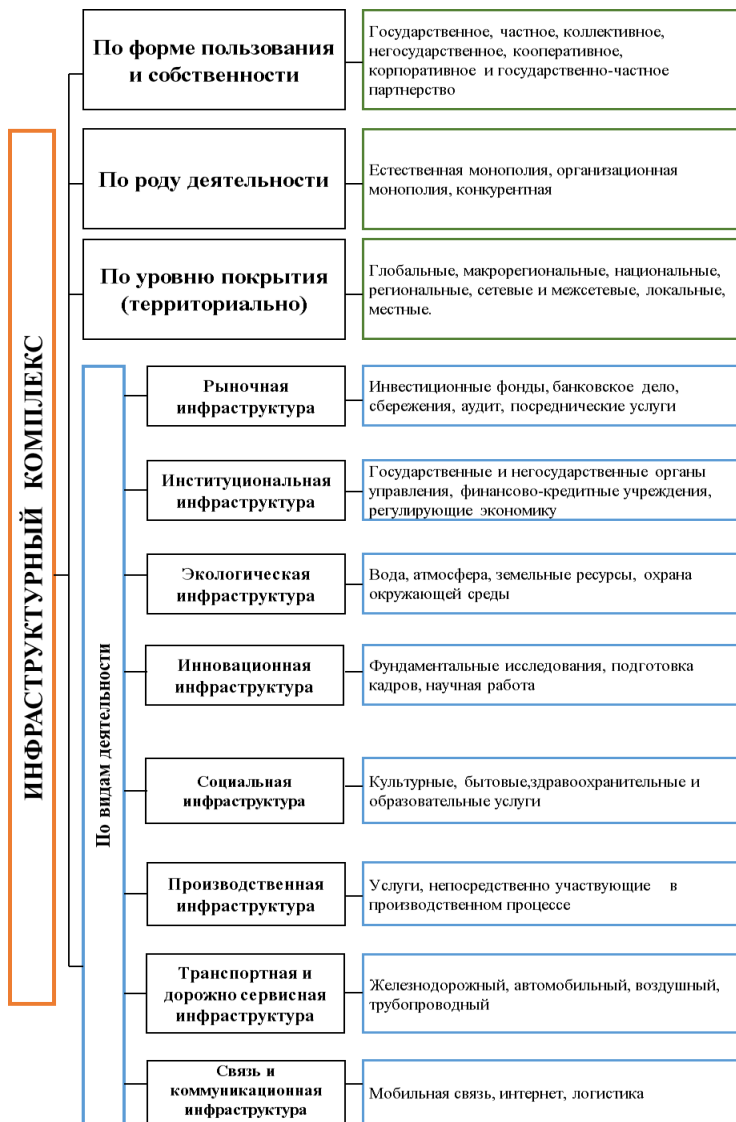 ИНФРАСТРУКТУРНЫЙ КОМПЛЕКС
По форме пользования
и собственности
Государственное, частное, коллективное,
негосударственное, кооперативное,
корпоративное и государственно-частное
партнерство
По роду деятельности
Естественная монополия, организационная
монополия, конкурентная
По уровню покрытия
(территориально)
Глобальные, макрорегиональные, национальные,
региональные, сетевые и межсетевые, локальные,
местные.
По видам деятельности
Рыночная
инфраструктура
Инвестиционные фонды, банковское дело,
сбережения, аудит, посреднические услуги
Институциональная
инфраструктура
Государственные и негосударственные органы
управления, финансово-кредитные учреждения,
регулирующие экономику
Экологическая
инфраструктура
Вода, атмосфера, земельные ресурсы, охрана
окружающей среды
Инновационная
инфраструктура
Фундаментальные исследования, подготовка
кадров, научная работа
Социальная
инфраструктура
Культурные, бытовые,здравоохранительные и
образовательные услуги
Производственная
инфраструктура
Услуги, непосредственно участвующие в
производственном процессе
Транспортная и
дорожно сервисная
инфраструктура
Железнодорожный, автомобильный, воздушный,
трубопроводный
Связь и
коммуникационная
инфраструктура
Мобильная связь, интернет, логистика